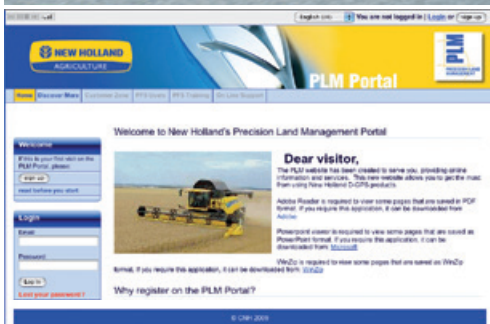 English (US) You are not logged in | Login or sign up
NEW HOLLAND
AGRICULTURE
PLM
PRECISION LAND
MANAGEMENT
PLM Portal
Home Discover More Customer Zone PFS Users PFS Training On Line Support
Welcome
If this is your first visit on the
PLM Portal, please:
sign up
read before you start
Login
Email
Password
Log in
Lost your password?
Welcome to New Holland's Precision Land Management Portal
Dear visitor,
The PLM website has been created to serve you, providing online
information and services. This new website allows you to get the most
from using New Holland DGPS products
Adobe Reader is required to view some pages that are saved in PDF
format. If you require this application, it can be downloaded from
Adobe
Powerpoint viewer is required to view some pages that are saved as
PowerPoint format. If you require this application, it can be
downloaded from Microsoft
WinZip is required to view some pages that are saved as WinZip
format. If you require this application, it can be downloaded from WinZip
Why register on the PLM Portal?
© CNH 2009